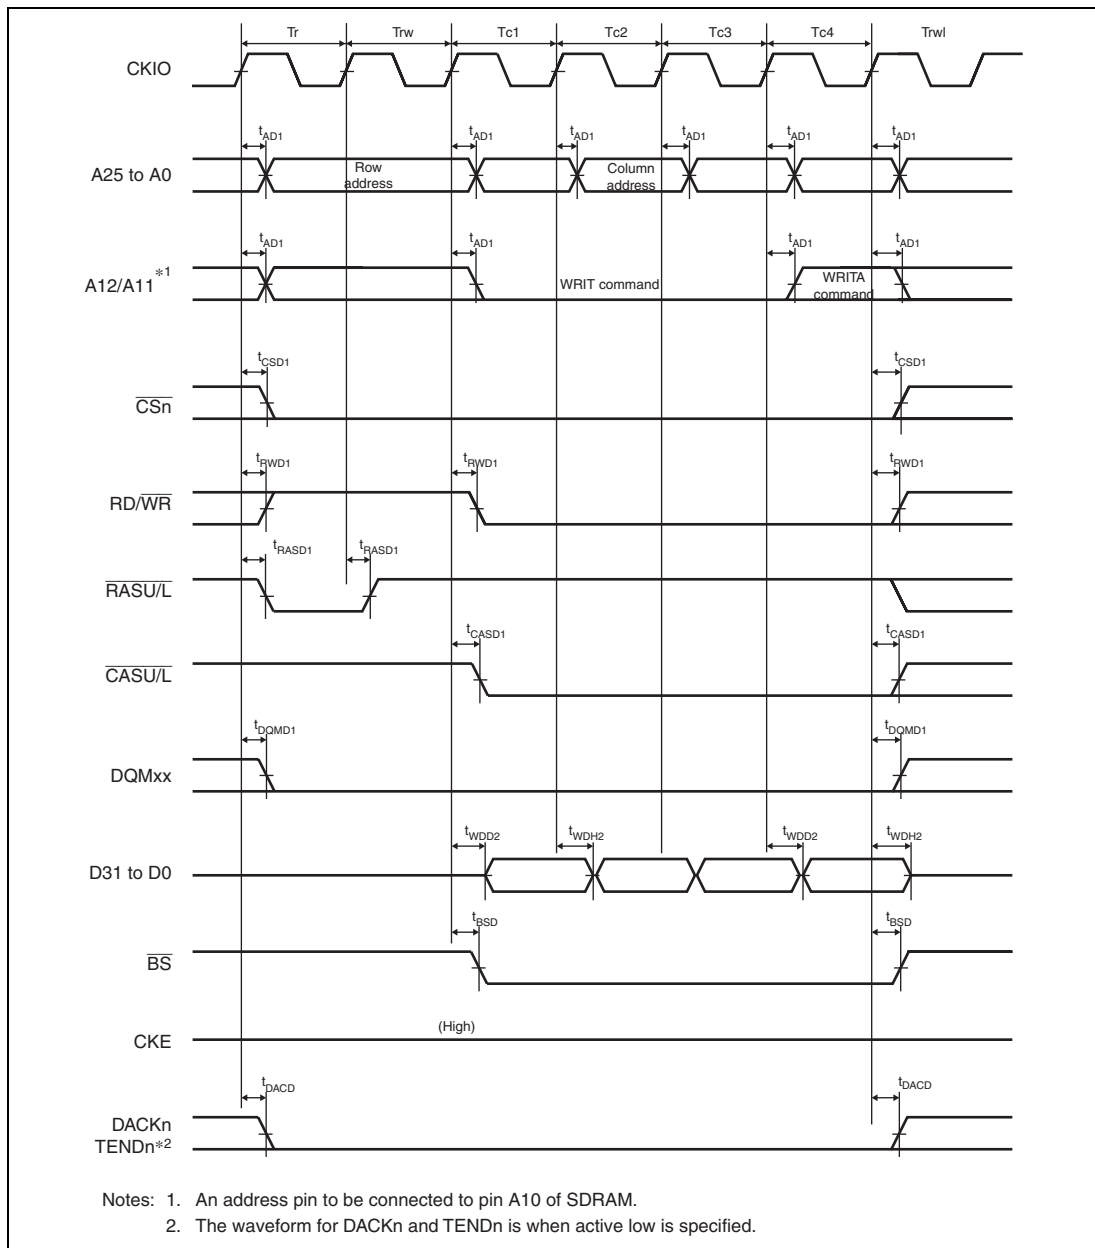 Tr Trw Tc1 Tc2 Tc3 Tc4 Trwl
CKIO
tAD1 tAD1 tAD1 tAD1 tAD1 tAD1
A25 to A0
Row
address
Column
address
tAD1 tAD1 tAD1 tAD1
A12/A11*1
WRIT command
WRITA
command
tCSD1 tCSD1
CSn
tRWD1 tRWD1 tRWD1
RD/WR
tRASD1 tRASD1
RASU/L
tCASD1 tCASD1
CASU/L
tDQMD1 tDQMD1
DQMxx
tWDD2 tWDH2 tWDD2 tWDH2
D31 to D0
tBSD tBSD
BS
(High)
CKE
tDACD tDACD
DACKn
TENDn*2
Notes: 1. An address pin to be connected to pin A10 of SDRAM.
2. The waveform for DACKn and TENDn is when active low is specified.